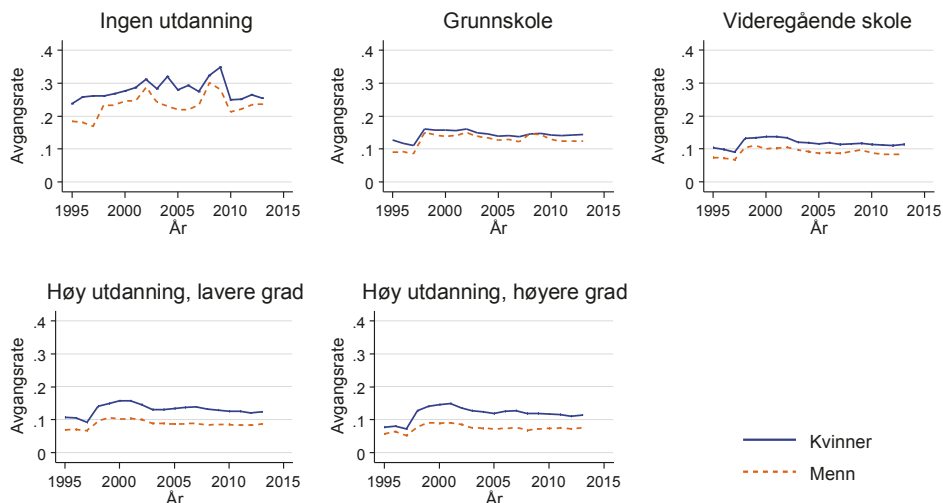 Ingen utdanning
Grunnskole
Videregående skole
.4
.3
.2
.1
0
Avgangsrate
1995 2000 2005 2010 2015
År
.4
.3
.2
.1
0
Avgangsrate
1995 2000 2005 2010 2015
År
.4
.3
.2
.1
0
Avgangsrate
1995 2000 2005 2010 2015
År
Høy utdanning, lavere grad
Høy utdanning, høyere grad
.4
.3
.2
.1
0
Avgangsrate
1995 2000 2005 2010 2015
År
.4
.3
.2
.1
0
Avgangsrate
1995 2000 2005 2010 2015
År
Kvinner
Menn